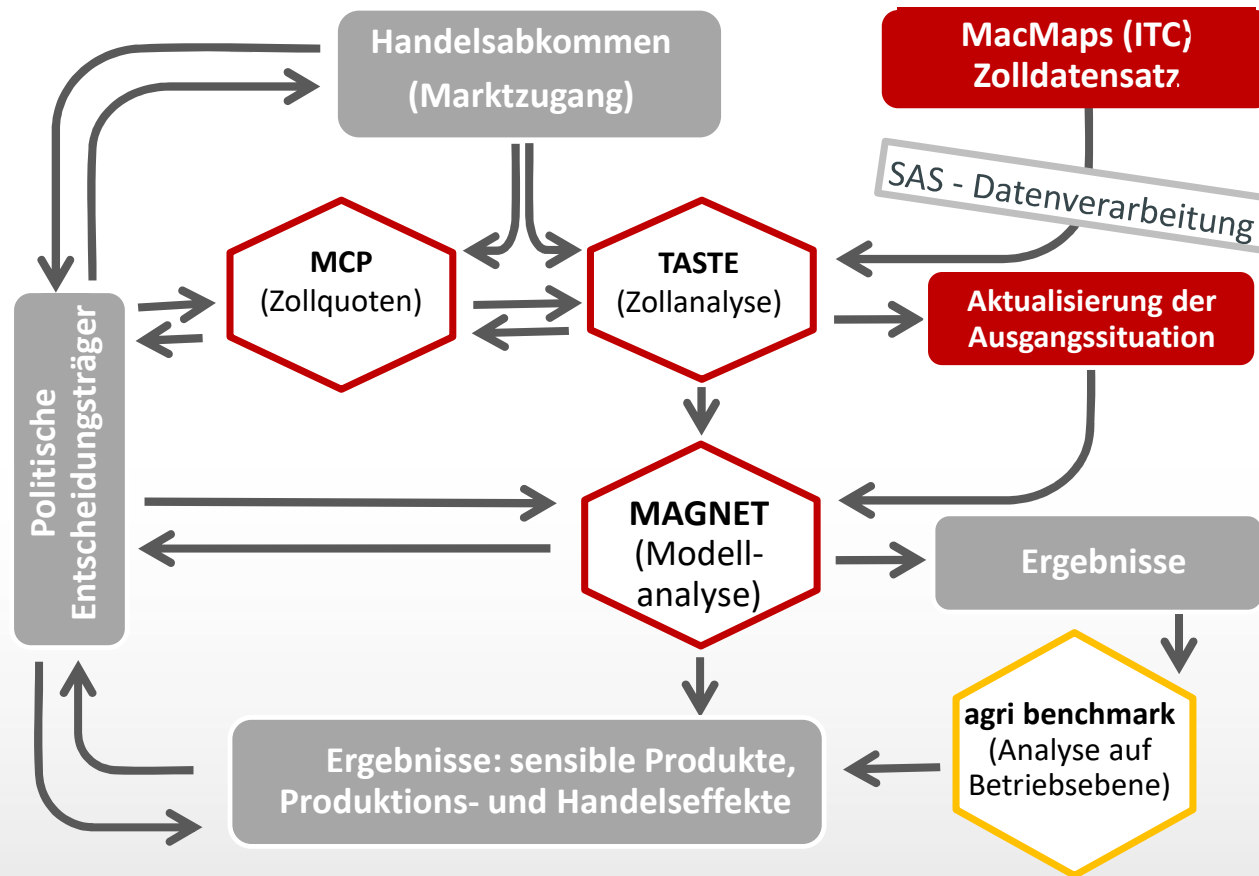 Handelsabkommen
(Marktzugang)
MacMaps (ITC)
Zolldatensatz
SAS - Datenverarbeitung
MCP
(Zollquoten)
TASTE
(Zollanalyse)
Aktualisierung der
Ausgangssituation
Politische
Entscheidungsträger
MAGNET
(Modell-
analyse)
Ergebnisse
agri benchmark
(Analyse auf
Betriebsebene)
Ergebnisse: sensible Produkte,
Produktions- und Handelseffekte